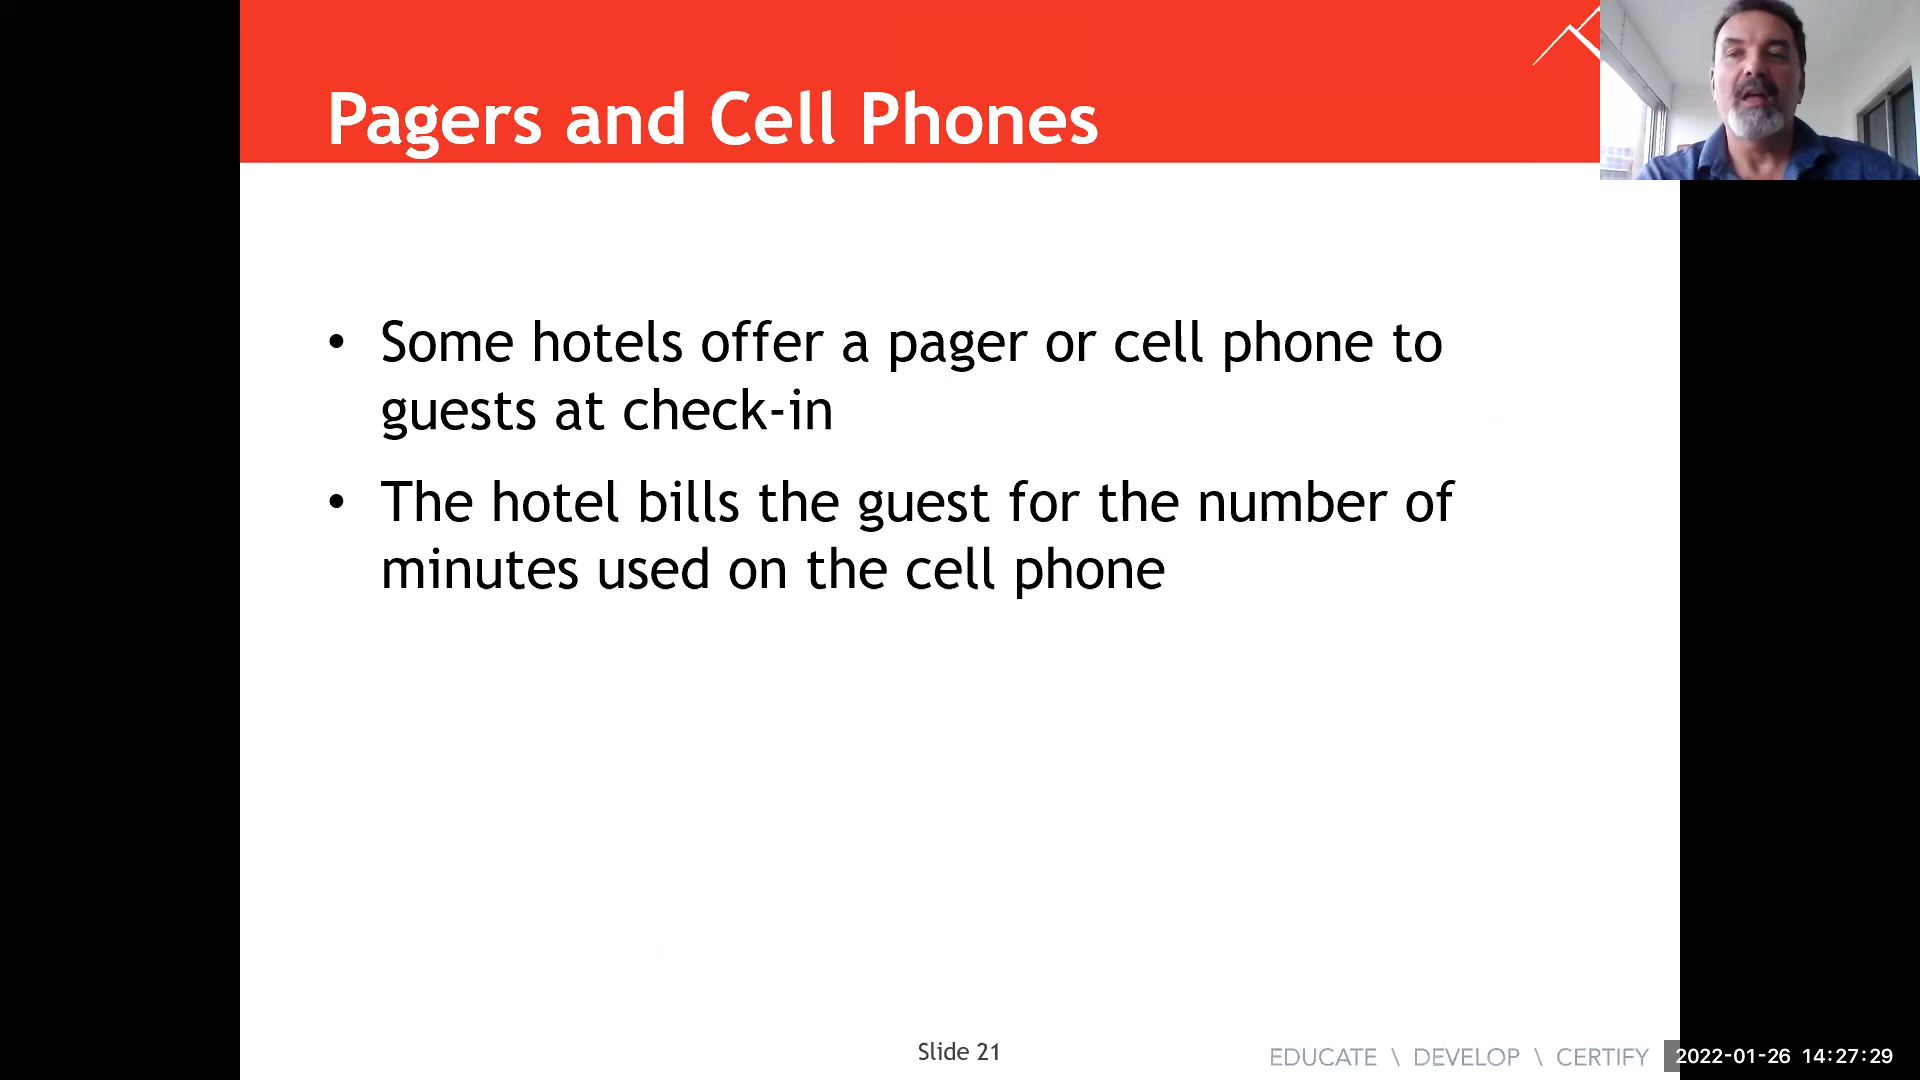 Pagers and Cell Phones
• Some hotels offer a pager or cell phone to
guests at check-in
• The hotel bills the guest for the number of
minutes used on the cell phone
Slide 21
EDUCATE \ DEVELOP \ CERTIFY
2022-01-26 14:27:29